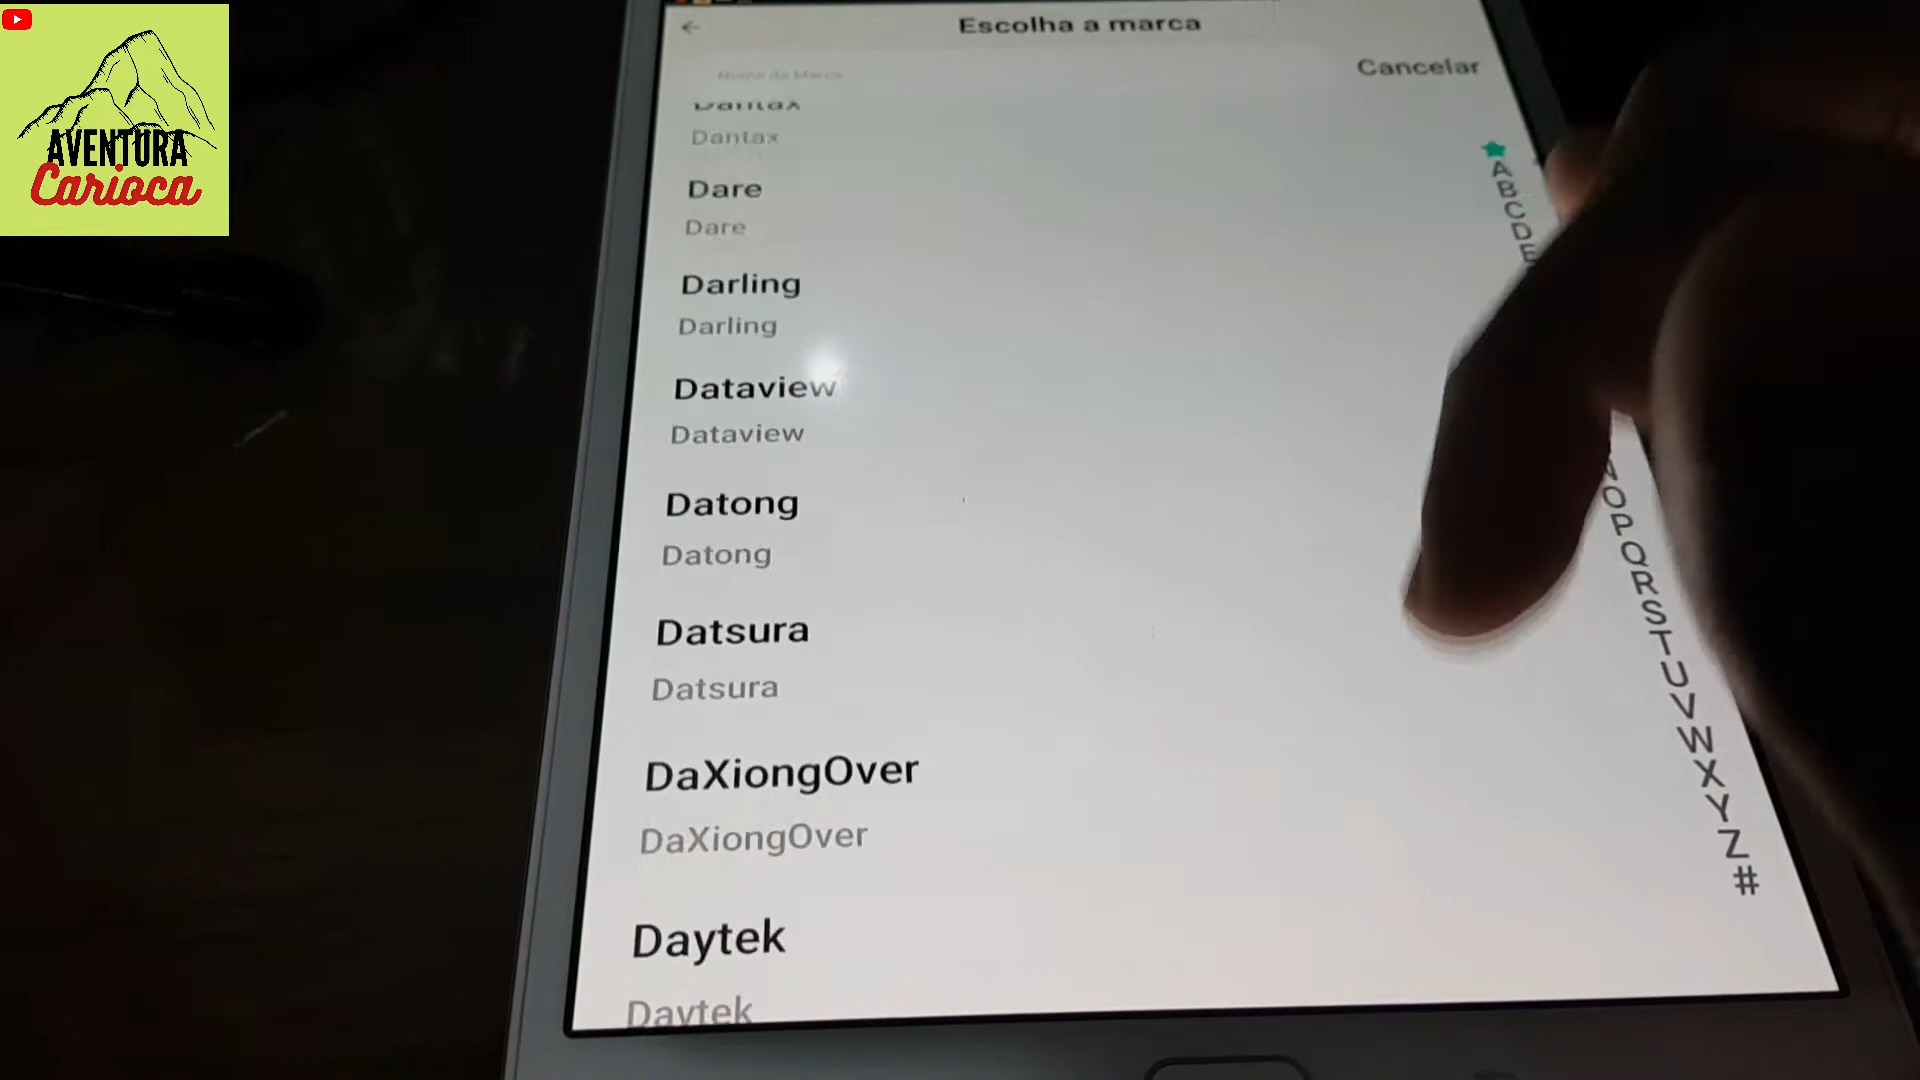 AVENTURA
Carioca
Escolha a marca
Nome da Marca
Cancelar
Dantax
Dantax
Dare
Dare
Darling
Darling
Dataview
Dataview
Datong
Datong
Datsura
Datsura
DaXiongOver
DaXiongOver
Daytek
Daytek
A
B
C
D
E
O
P
Q
R
S
T
U
V
W
X
Y
Z
#